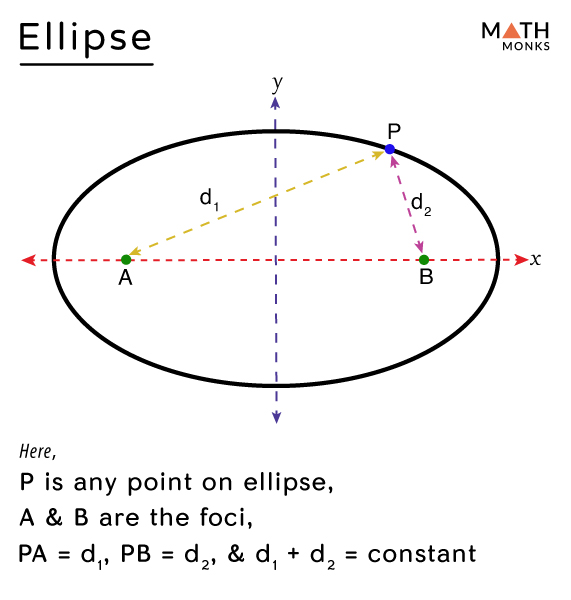 Ellipse
MATH
MONKS
y
P
d₁
d₂
x
A
B
Here,
P is any point on ellipse,
A & B are the foci,
PA = d₁, PB = d₂, & d₁ + d₂ = constant